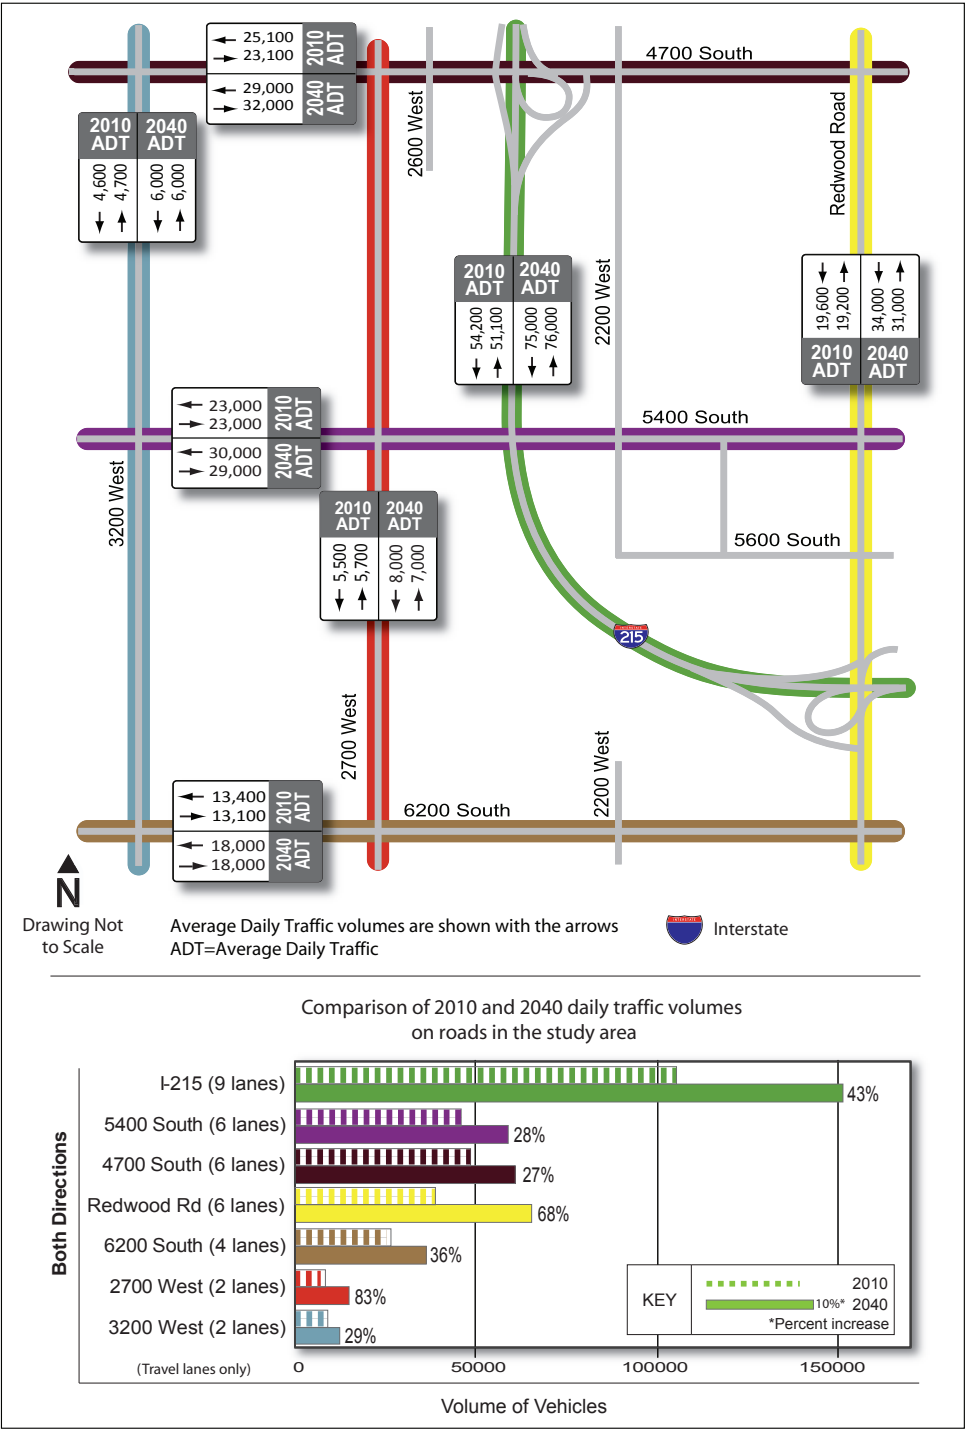 25,100
23,100
2010
ADT
29,000
32,000
2040
ADT
4700 South
2600 West
Redwood Road
2010
ADT
2040
ADT
4,600
4,700
6,000
6,000
2200 West
2010
ADT
2040
ADT
54,200
51,100
75,000
76,000
19,600
19,200
34,000
31,000
2010
ADT
2040
ADT
23,000
23,000
2010
ADT
30,000
29,000
2040
ADT
5400 South
3200 West
2010
ADT
2040
ADT
5,500
5,700
8,000
7,000
5600 South
INTERSTATE
215
2700 West
2200 West
13,400
13,100
2010
ADT
18,000
18,000
2040
ADT
6200 South
N
Drawing Not
to Scale
Average Daily Traffic volumes are shown with the arrows
ADT=Average Daily Traffic
INTERSTATE
Interstate
Comparison of 2010 and 2040 daily traffic volumes
on roads in the study area
Both Directions
I-215 (9 lanes)
43%
5400 South (6 lanes)
28%
4700 South (6 lanes)
27%
Redwood Rd (6 lanes)
68%
6200 South (4 lanes)
36%
2700 West (2 lanes)
83%
3200 West (2 lanes)
29%
KEY
2010
10%* 2040
*Percent increase
(Travel lanes only)
0 50000 100000 150000
Volume of Vehicles